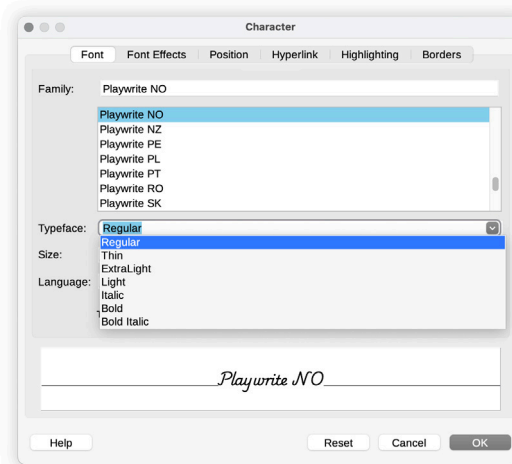 Character
Font Font Effects Position Hyperlink Highlighting Borders
Family: Playwrite NO
Playwrite NO
Playwrite NZ
Playwrite PE
Playwrite PL
Playwrite PT
Playwrite RO
Playwrite SK
Typeface: Regular
Regular
Size: Thin
ExtraLight
Language: Light
Italic
Bold
Bold Italic
Playwrite NO
Help Reset Cancel OK